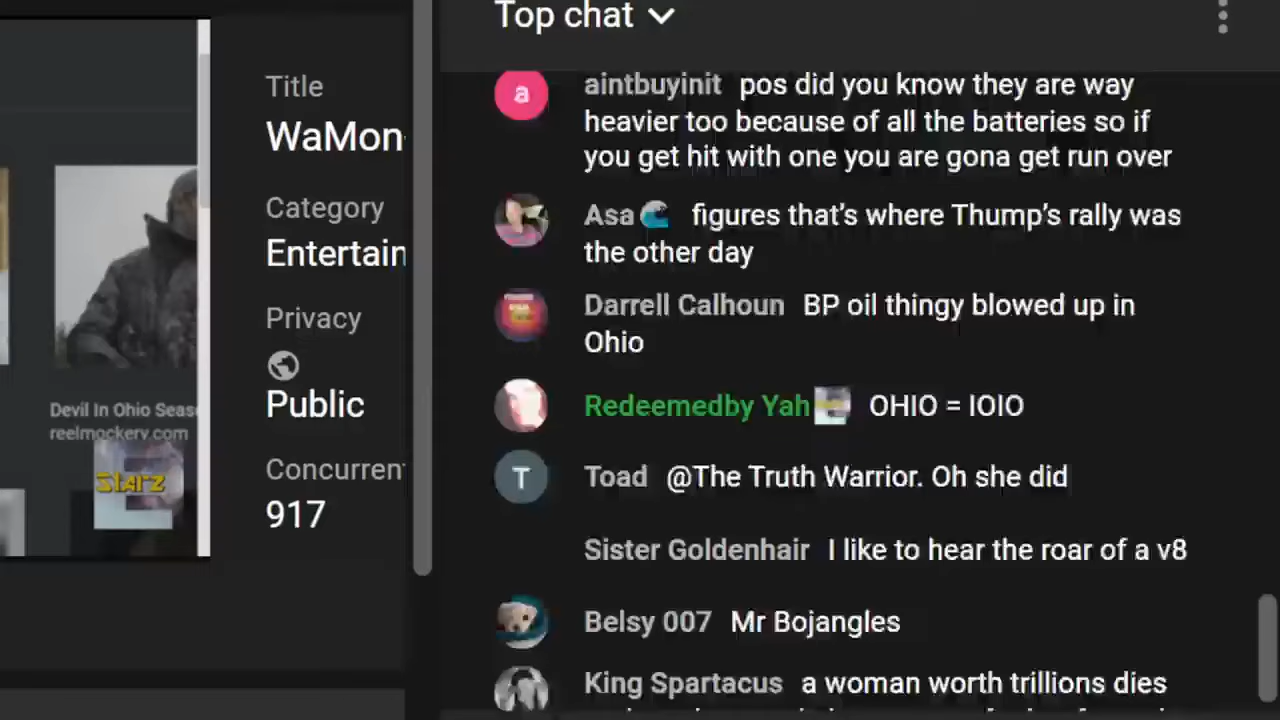 Top chat
Title
WaMon
Category
Entertain
Privacy
Public
Concurren
917
Devil In Ohio Seas
reelmockery.com
Starz
a
aintbuyinit pos did you know they are way
heavier too because of all the batteries so if
you get hit with one you are gona get run over
Asa figures that's where Thump's rally was
the other day
Darrell Calhoun BP oil thingy blowed up in
Ohio
Redeemedby Yah OHIO = IOIO
T
Toad @The Truth Warrior. Oh she did
Sister Goldenhair I like to hear the roar of a v8
Belsy 007 Mr Bojangles
King Spartacus a woman worth trillions dies